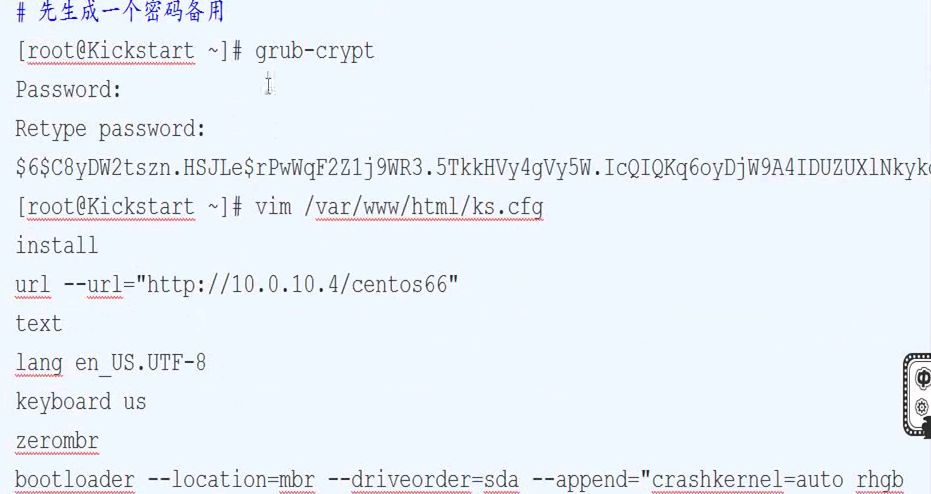 # 先生成一个密码备用
[root@Kickstart ~]# grub-crypt
Password:
Retype password:
$6$C8yDW2tszn.HSJLe$rPwWqF2Z1j9WR3.5TkkHVy4gVy5W.IcQIQKq6oyDjW9A4IDUZUXlNkyk
[root@Kickstart ~]# vim /var/www/html/ks.cfg
install
url --url="http://10.0.10.4/centos66"
text
lang en_US.UTF-8
keyboard us
zerombr
bootloader --location=mbr --driveorder=sda --append="crashkernel=auto rhgb
中